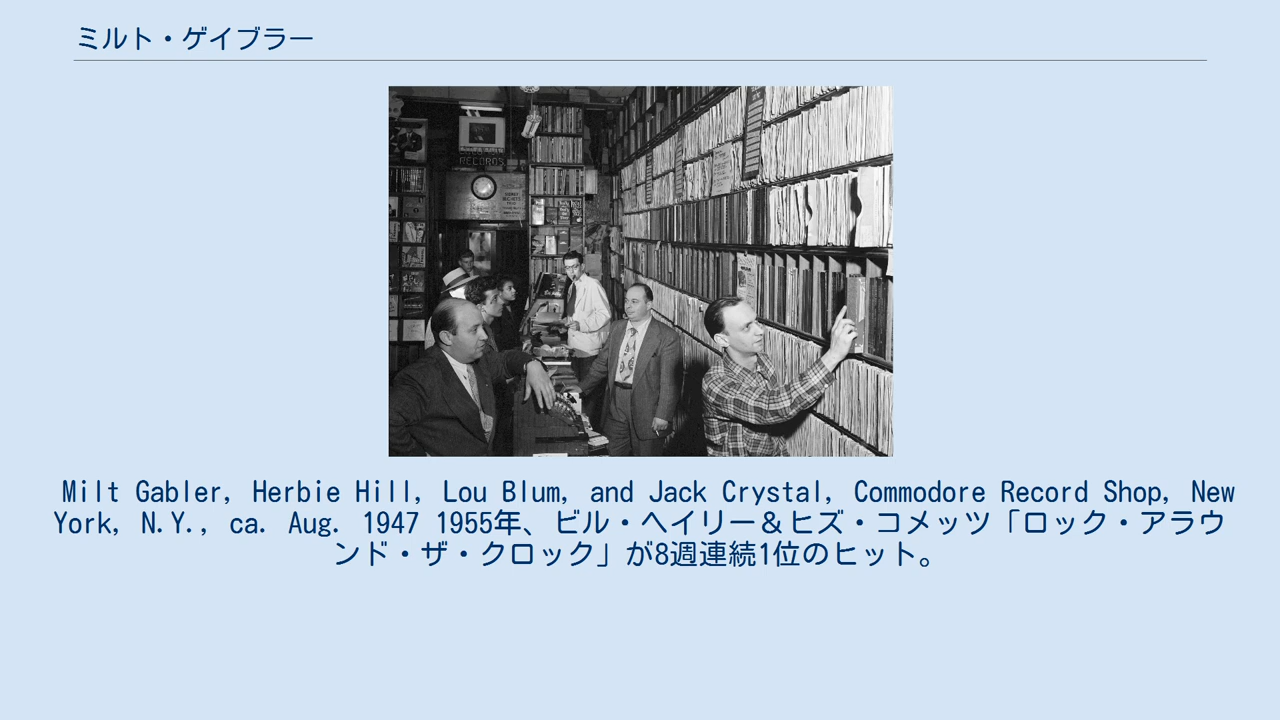 ミルト・ゲイブラー
RECORDS
Milt Gabler, Herbie Hill, Lou Blum, and Jack Crystal, Commodore Record Shop, New
York, N.Y., ca. Aug. 1947 1955年、ビル・ヘイリー＆ヒズ・コメッツ「ロック・アラウ
ンド・ザ・クロック」が8週連続1位のヒット。